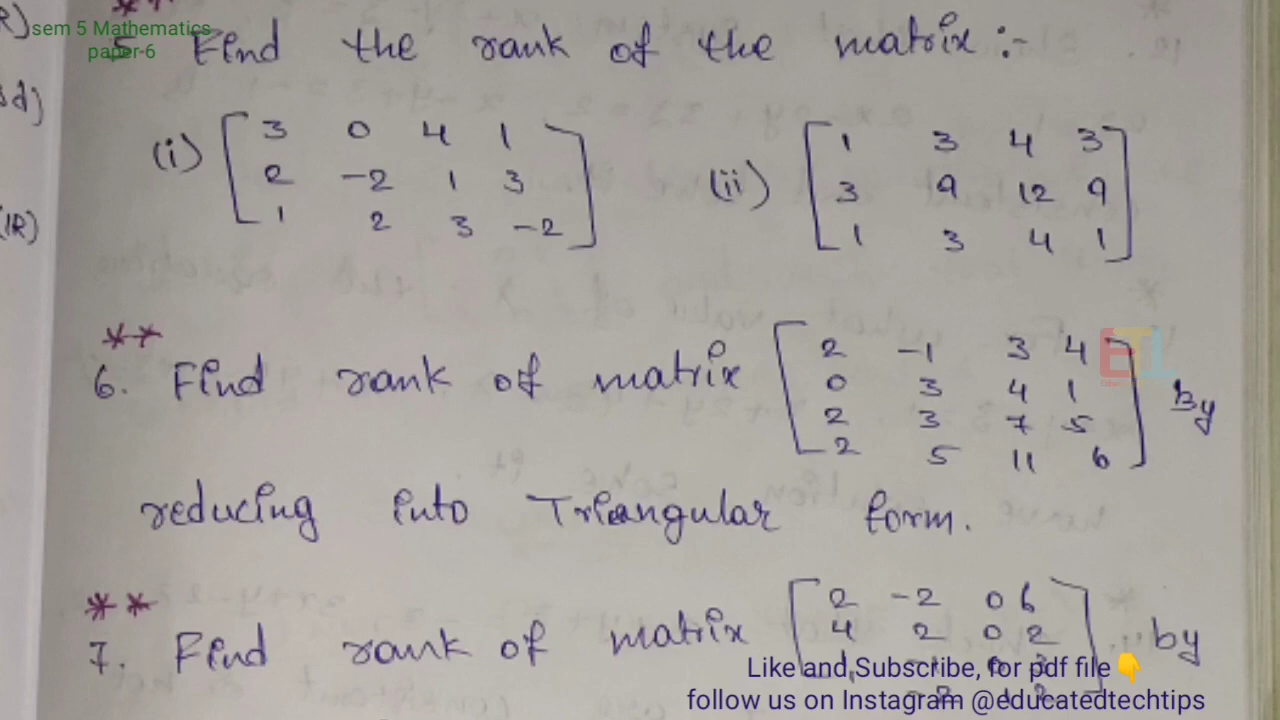 sem 5 Mathematics
paper-6
5 Find the rank of the matrix :-
(i) [ 3 0 4 1
2 -2 1 3
1 2 3 -2 ]
(ii) [ 1 3 4 3
3 9 12 9
1 3 4 1 ]
**
6. Find rank of matrix [ 2 -1 3 4
0 3 4 1
2 3 7 5
2 5 11 6 ] By
reducing into Triangular form.
**
7. Find rank of matrix [ 2 -2 0 6
4 2 0 2 ] by
Like and Subscribe, for pdf file👇
follow us on Instagram @educatedtechtips
ETL